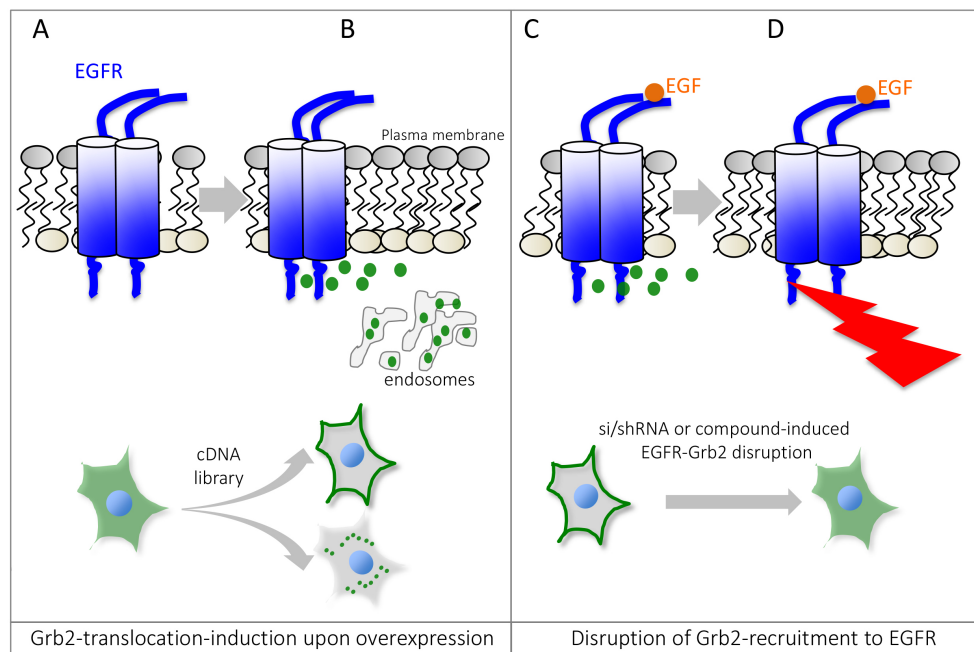 A
B
EGFR
Plasma membrane
endosomes
cDNA
library
Grb2-translocation-induction upon overexpression
C
D
EGF
EGF
si/shRNA or compound-induced
EGFR-Grb2 disruption
Disruption of Grb2-recruitment to EGFR